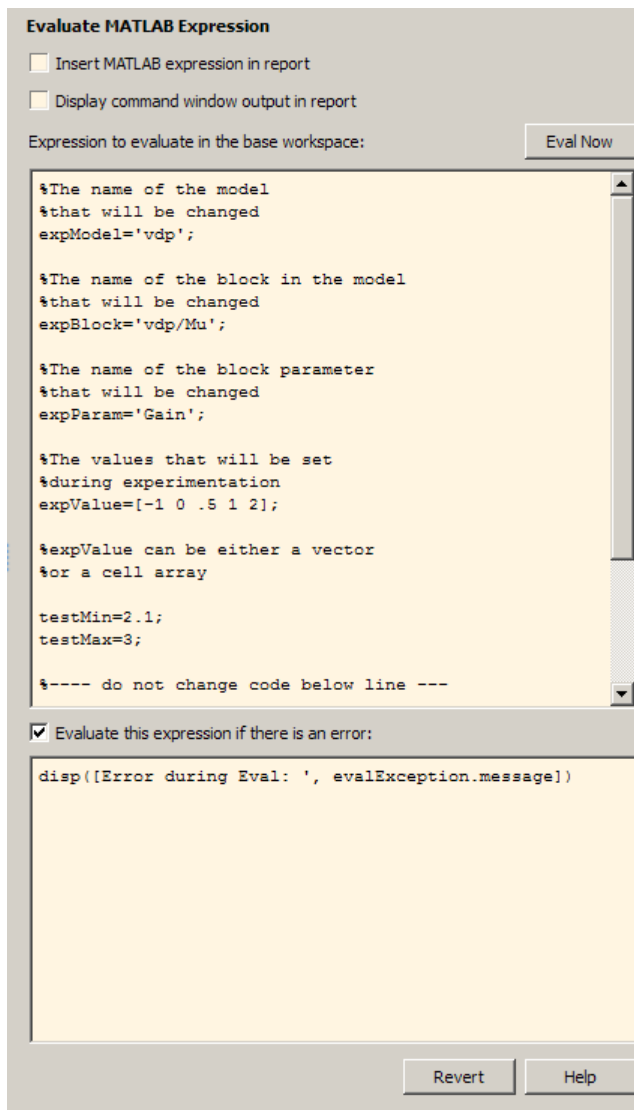 Evaluate MATLAB Expression
Insert MATLAB expression in report
Display command window output in report
Expression to evaluate in the base workspace:
Eval Now
%The name of the model
%that will be changed
expModel='vdp';
%The name of the block in the model
%that will be changed
expBlock='vdp/Mu';
%The name of the block parameter
%that will be changed
expParam='Gain';
%The values that will be set
%during experimentation
expValue=[-1 0 .5 1 2];
%expValue can be either a vector
%or a cell array
testMin=2.1;
testMax=3;
%---- do not change code below line ---
Evaluate this expression if there is an error:
disp([Error during Eval: ', evalException.message])
Revert
Help